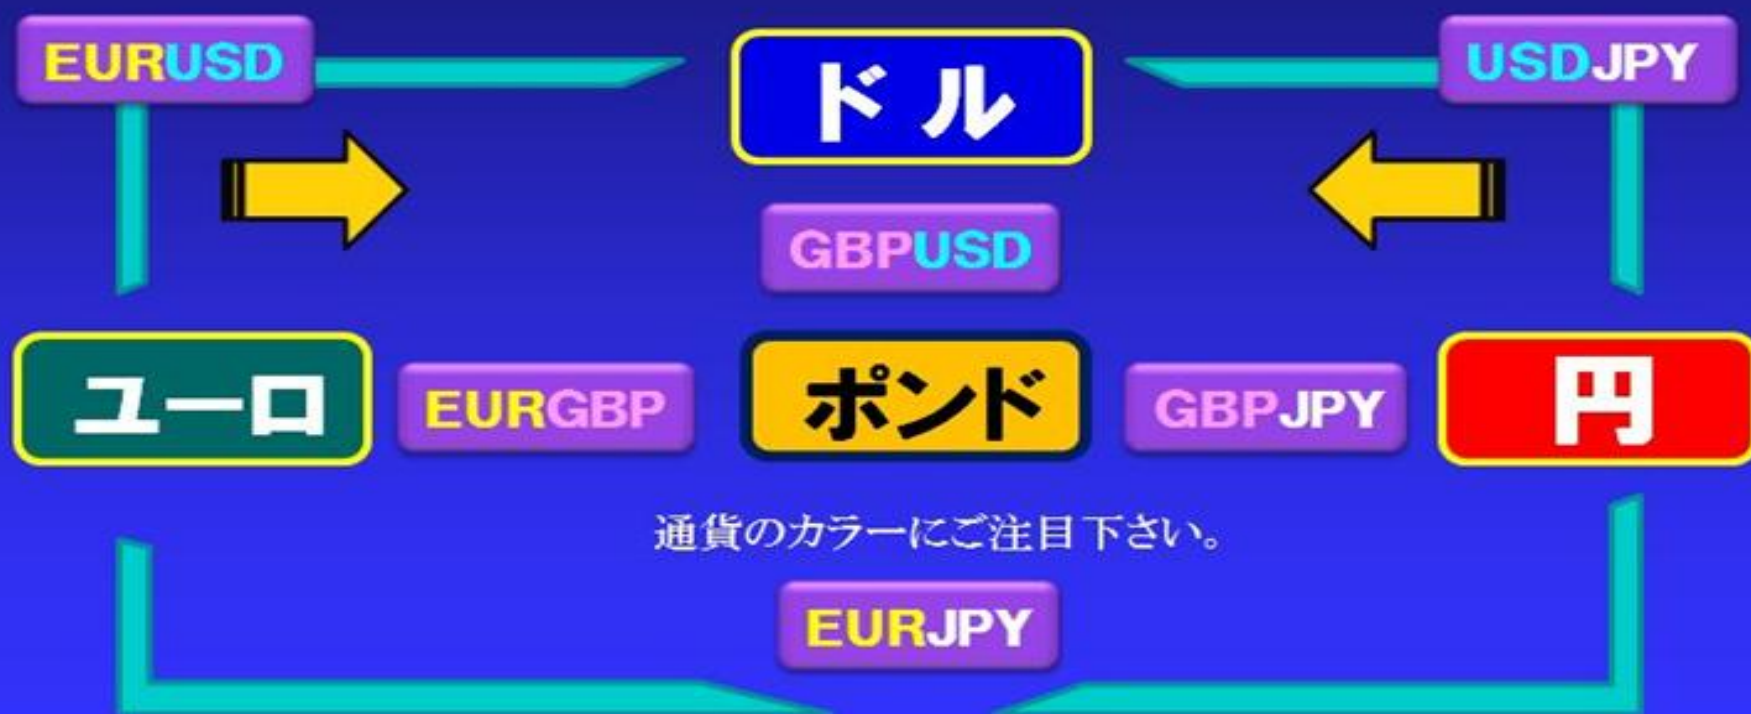 EURUSD
ドル
USDJPY
GBPUSD
ユーロ
EURGBP
ポンド
GBPJPY
円
通貨のカラーにご注目下さい。
EURJPY